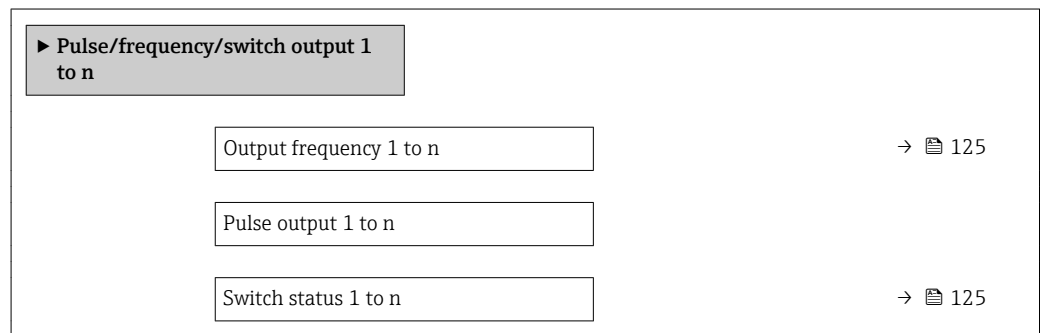 ▶ Pulse/frequency/switch output 1
to n
Output frequency 1 to n → 125
Pulse output 1 to n
Switch status 1 to n → 125